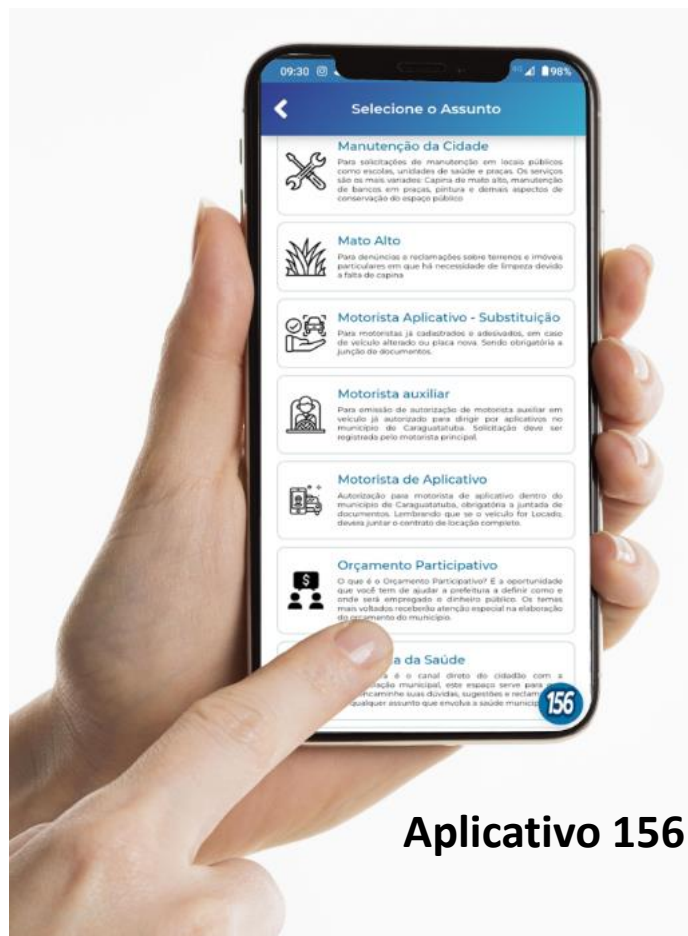 09:30
98%
Selecione o Assunto
Manutenção da Cidade
Para solicitações de manutenção em locais públicos
como escolas, unidades de saúde e praças. Os serviços
são os mais variados: Capina de mato alto, manutenção
de bancos em praças, pintura e demais aspectos de
conservação do espaço público
Mato Alto
Para denúncias e reclamações sobre terrenos e imóveis
particulares em que há necessidade de limpeza devido
a falta de capina
Motorista Aplicativo - Substituição
Para motoristas já cadastrados e adesivados, em caso
de veículo alterado ou placa nova. Sendo obrigatória a
junção de documentos.
Motorista auxiliar
Para emissão de autorização de motorista auxiliar em
veículo já autorizado para dirigir por aplicativos no
município de Caraguatatuba. Solicitação deve ser
registrada pelo motorista principal.
Motorista de Aplicativo
Autorização para motorista de aplicativo dentro do
município de Caraguatatuba, obrigatória a juntada de
documentos. Lembrando que se o veículo for Locado,
devera juntar o contrato de locação completo.
Orçamento Participativo
O que é o Orçamento Participativo? É a oportunidade
que você tem de ajudar a prefeitura a definir como e
onde será empregado o dinheiro público. Os temas
mais voltados receberão atenção especial na elaboração
do orçamento do município.
da Saúde
é o canal direto do cidadão com a
municipal, este espaço serve para
encaminhe suas dúvidas, sugestões e
qualquer assunto que envolva a saúde
156
Aplicativo 156